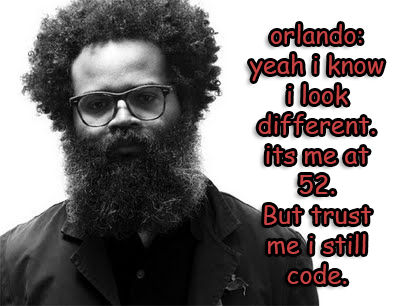 orlando:
yeah i know
i look
different.
its me at
52.
But trust
me i still
code.